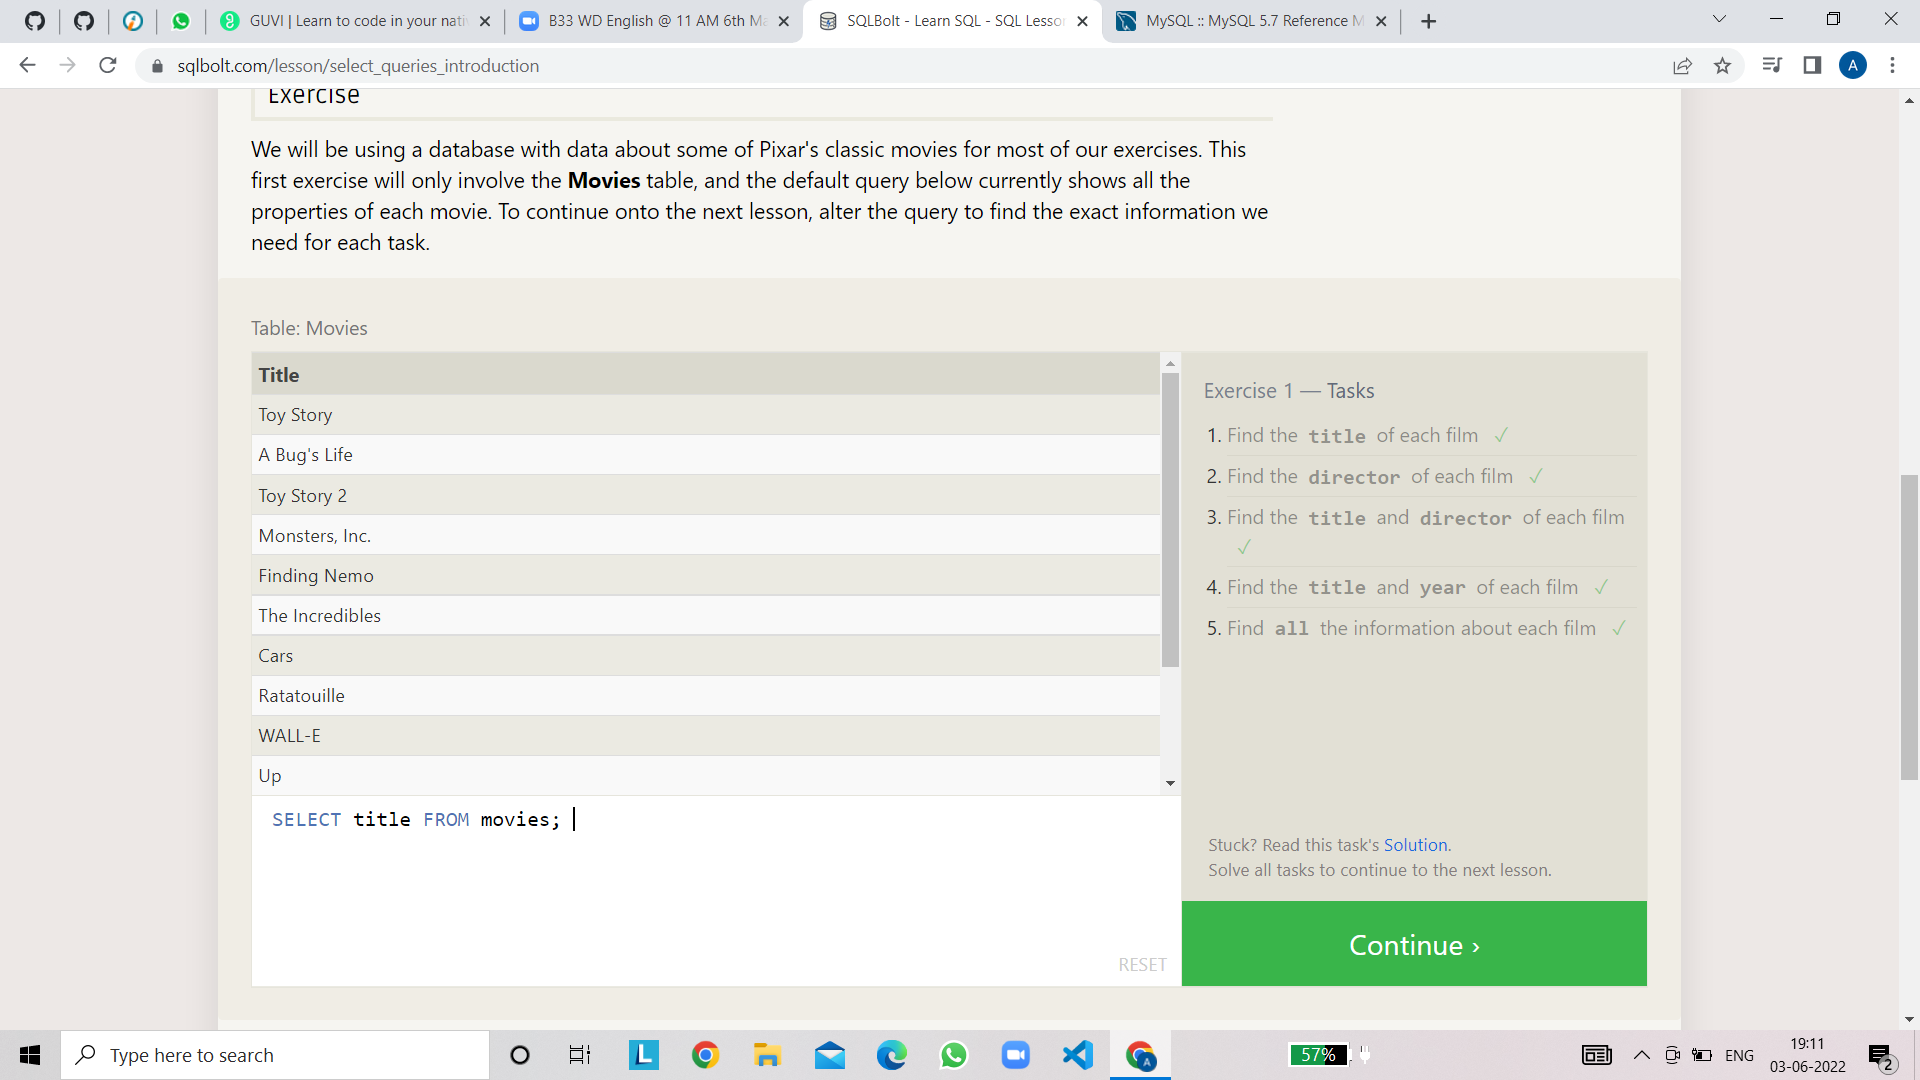 GUVI | Learn to code in your nativ
B33 WD English @ 11 AM 6th Ma
SQLBolt - Learn SQL - SQL Lesson
MySQL :: MySQL 5.7 Reference M
sqlbolt.com/lesson/select_queries_introduction
A
Exercise
We will be using a database with data about some of Pixar's classic movies for most of our exercises. This
first exercise will only involve the Movies table, and the default query below currently shows all the
properties of each movie. To continue onto the next lesson, alter the query to find the exact information we
need for each task.
Table: Movies
Title
Toy Story
A Bug's Life
Toy Story 2
Monsters, Inc.
Finding Nemo
The Incredibles
Cars
Ratatouille
WALL-E
Up
SELECT title FROM movies;
RESET
Exercise 1 — Tasks
1. Find the title of each film ✓
2. Find the director of each film ✓
3. Find the title and director of each film
✓
4. Find the title and year of each film ✓
5. Find all the information about each film ✓
Stuck? Read this task's Solution.
Solve all tasks to continue to the next lesson.
Continue ›
Type here to search
L
A
57%
ENG
19:11
03-06-2022
2